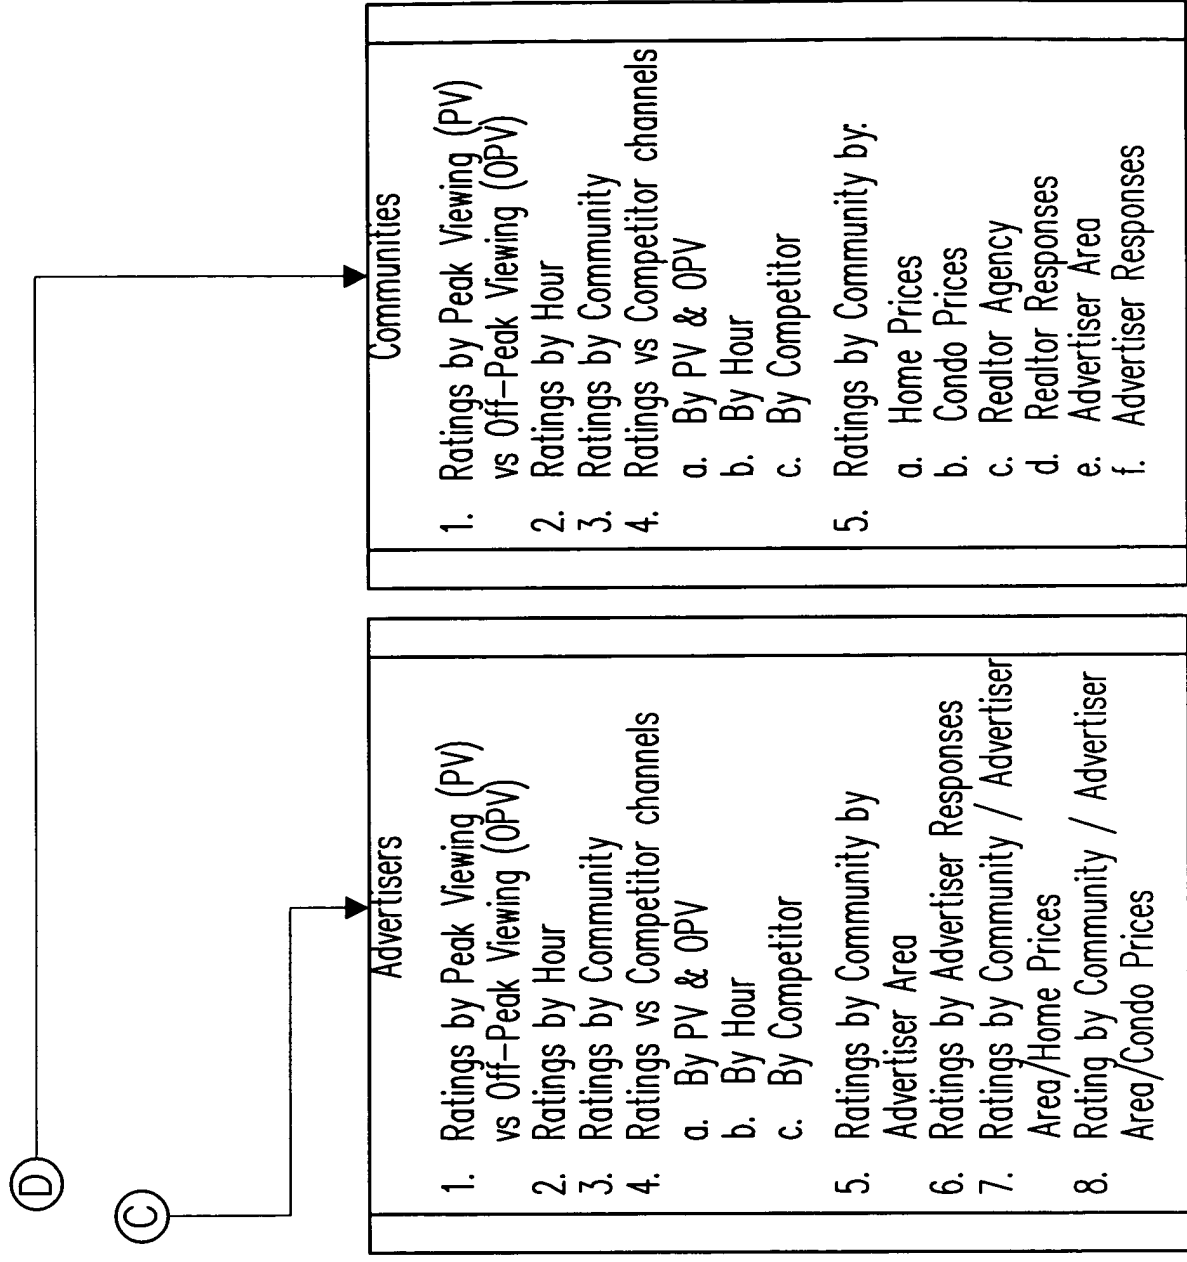 D
C
Advertisers
1. Ratings by Peak Viewing (PV)
vs Off-Peak Viewing (OPV)
2. Ratings by Hour
3. Ratings by Community
4. Ratings vs Competitor channels
a. By PV & OPV
b. By Hour
c. By Competitor
5. Ratings by Community by
Advertiser Area
6. Ratings by Advertiser Responses
7. Ratings by Community / Advertiser
Area/Home Prices
8. Rating by Community / Advertiser
Area/Condo Prices
Communities
1. Ratings by Peak Viewing (PV)
vs Off-Peak Viewing (OPV)
2. Ratings by Hour
3. Ratings by Community
4. Ratings vs Competitor channels
a. By PV & OPV
b. By Hour
c. By Competitor
5. Ratings by Community by:
a. Home Prices
b. Condo Prices
c. Realtor Agency
d. Realtor Responses
e. Advertiser Area
f. Advertiser Responses